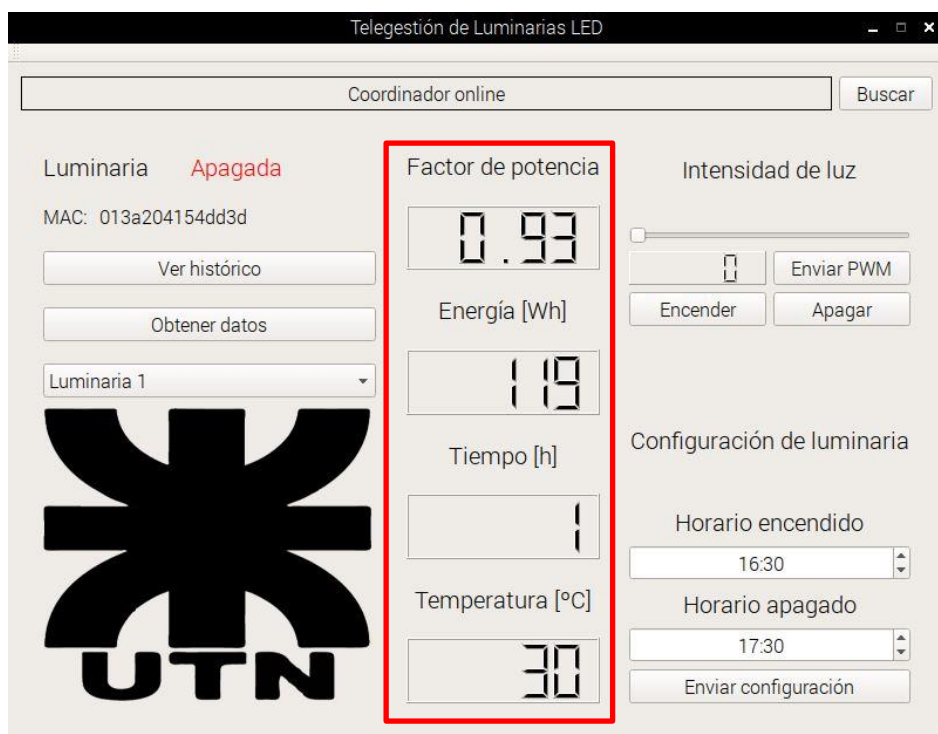 Telegestión de Luminarias LED
Coordinador online
Buscar
Luminaria Apagada
MAC: 013a204154dd3d
Ver histórico
Obtener datos
Luminaria 1
UTN
Factor de potencia
0.93
Energía [Wh]
119
Tiempo [h]
1
Temperatura [ºC]
30
Intensidad de luz
0
Enviar PWM
Encender
Apagar
Configuración de luminaria
Horario encendido
16:30
Horario apagado
17:30
Enviar configuración